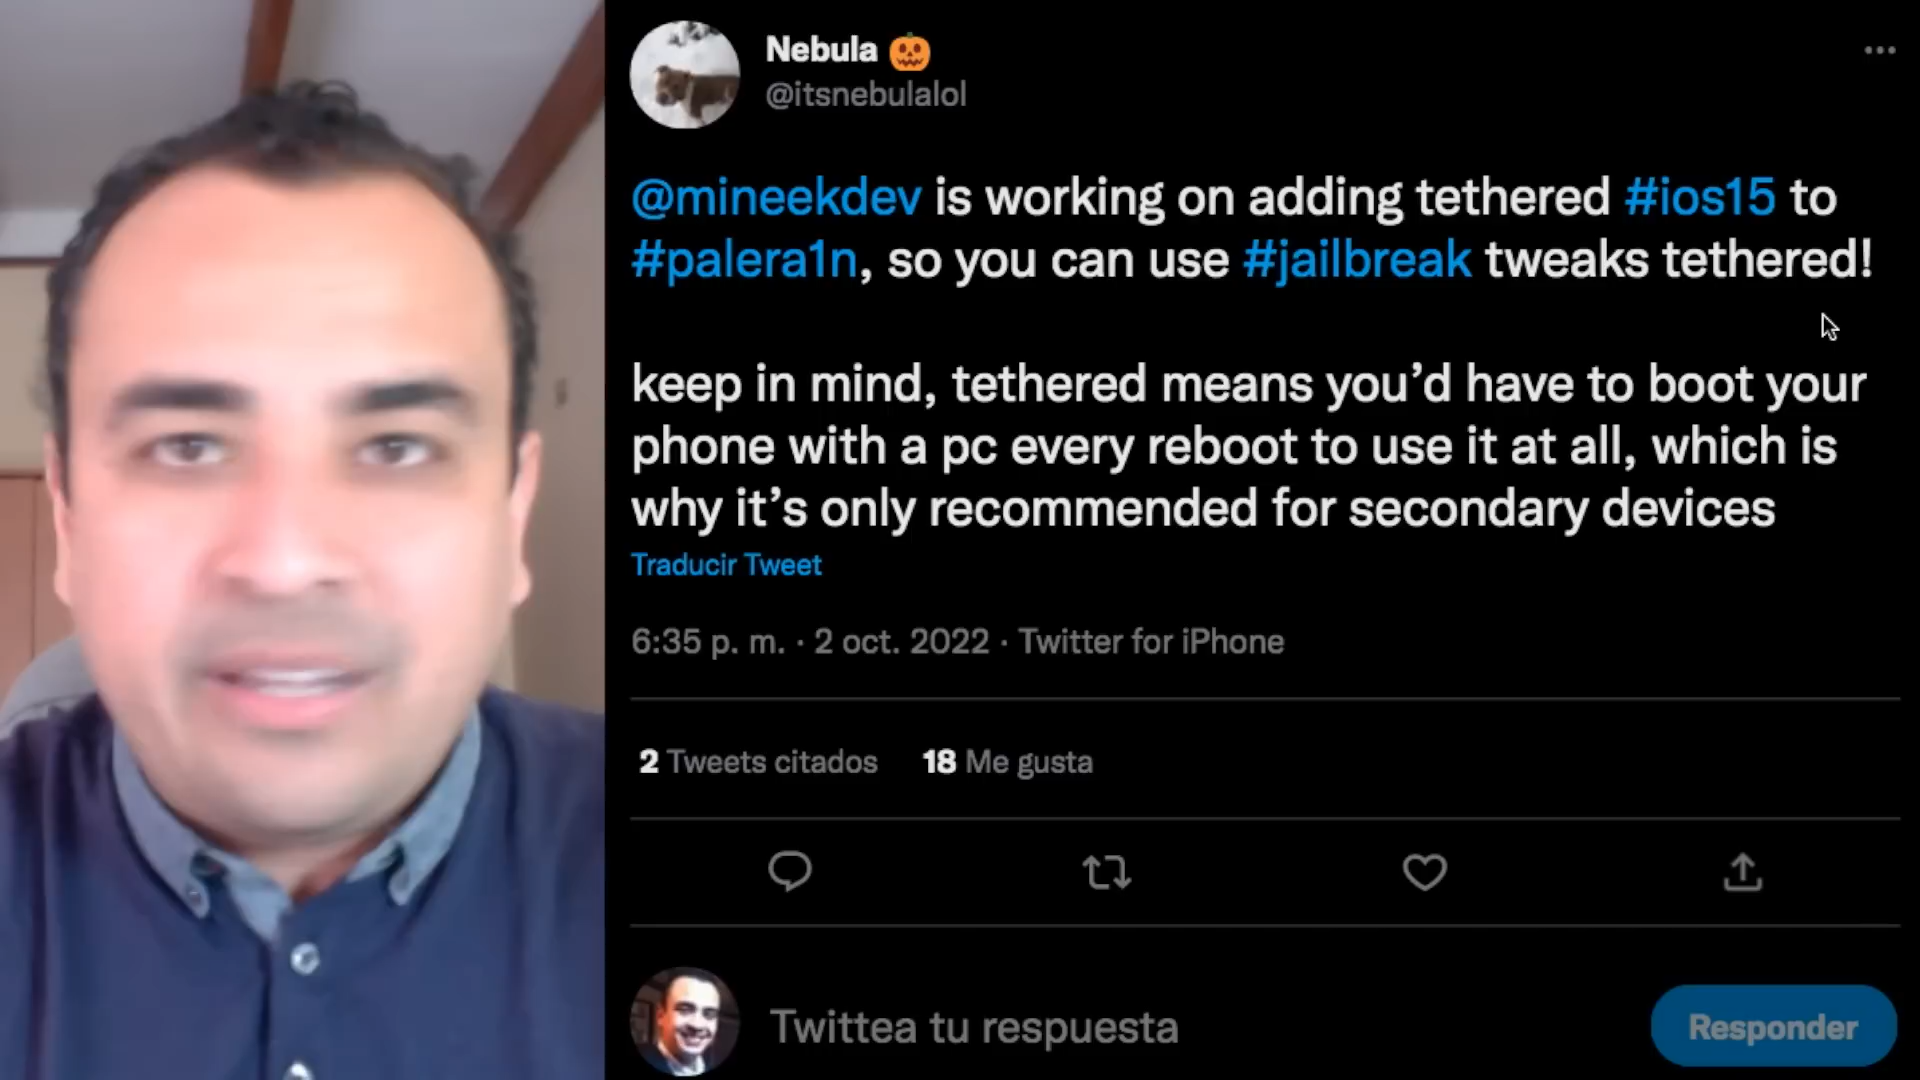 Nebula 🎃
@itsnebulalol
@mineekdev is working on adding tethered #ios15 to
#palera1n, so you can use #jailbreak tweaks tethered!
keep in mind, tethered means you’d have to boot your
phone with a pc every reboot to use it at all, which is
why it’s only recommended for secondary devices
Traducir Tweet
6:35 p. m. · 2 oct. 2022 · Twitter for iPhone
2 Tweets citados 18 Me gusta
Twittea tu respuesta
Responder